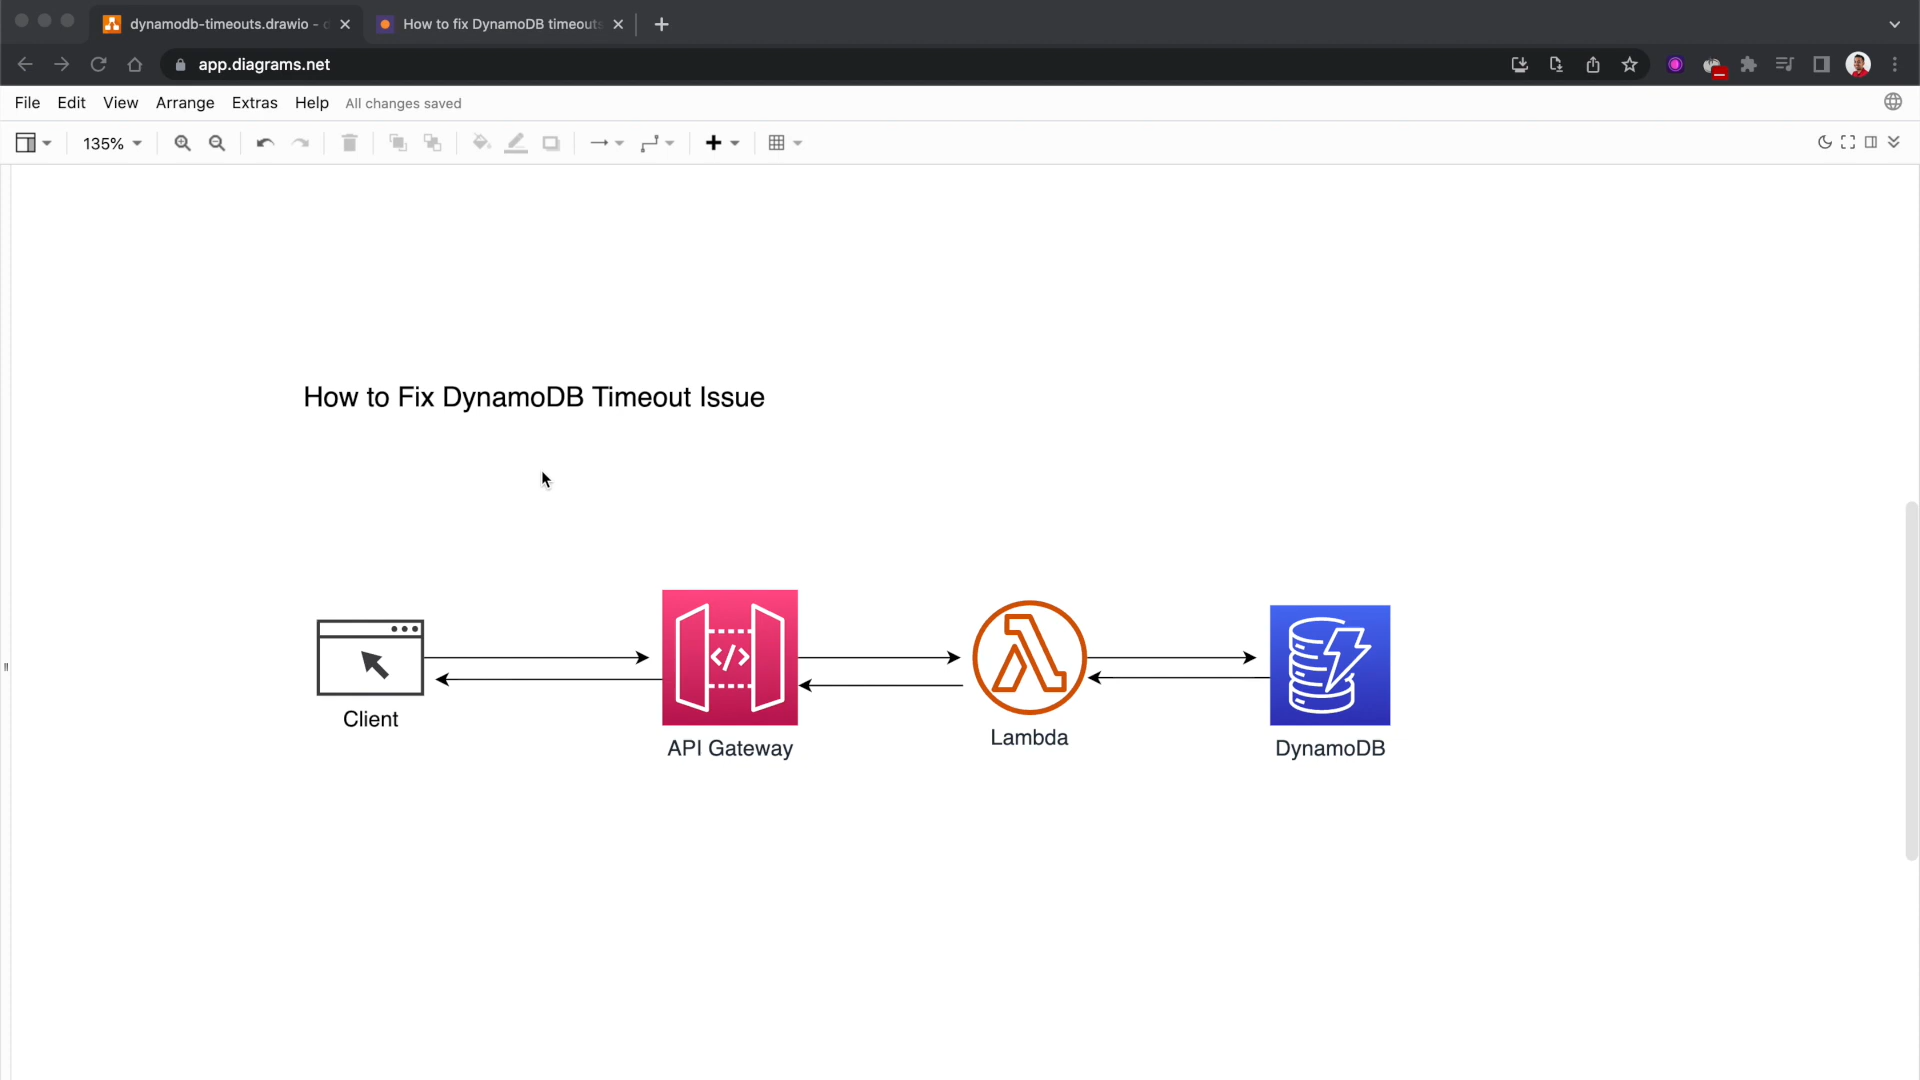 dynamodb-timeouts.drawio -
How to fix DynamoDB timeouts
app.diagrams.net
File Edit View Arrange Extras Help All changes saved
135%
How to Fix DynamoDB Timeout Issue
</>
Client
API Gateway
Lambda
DynamoDB